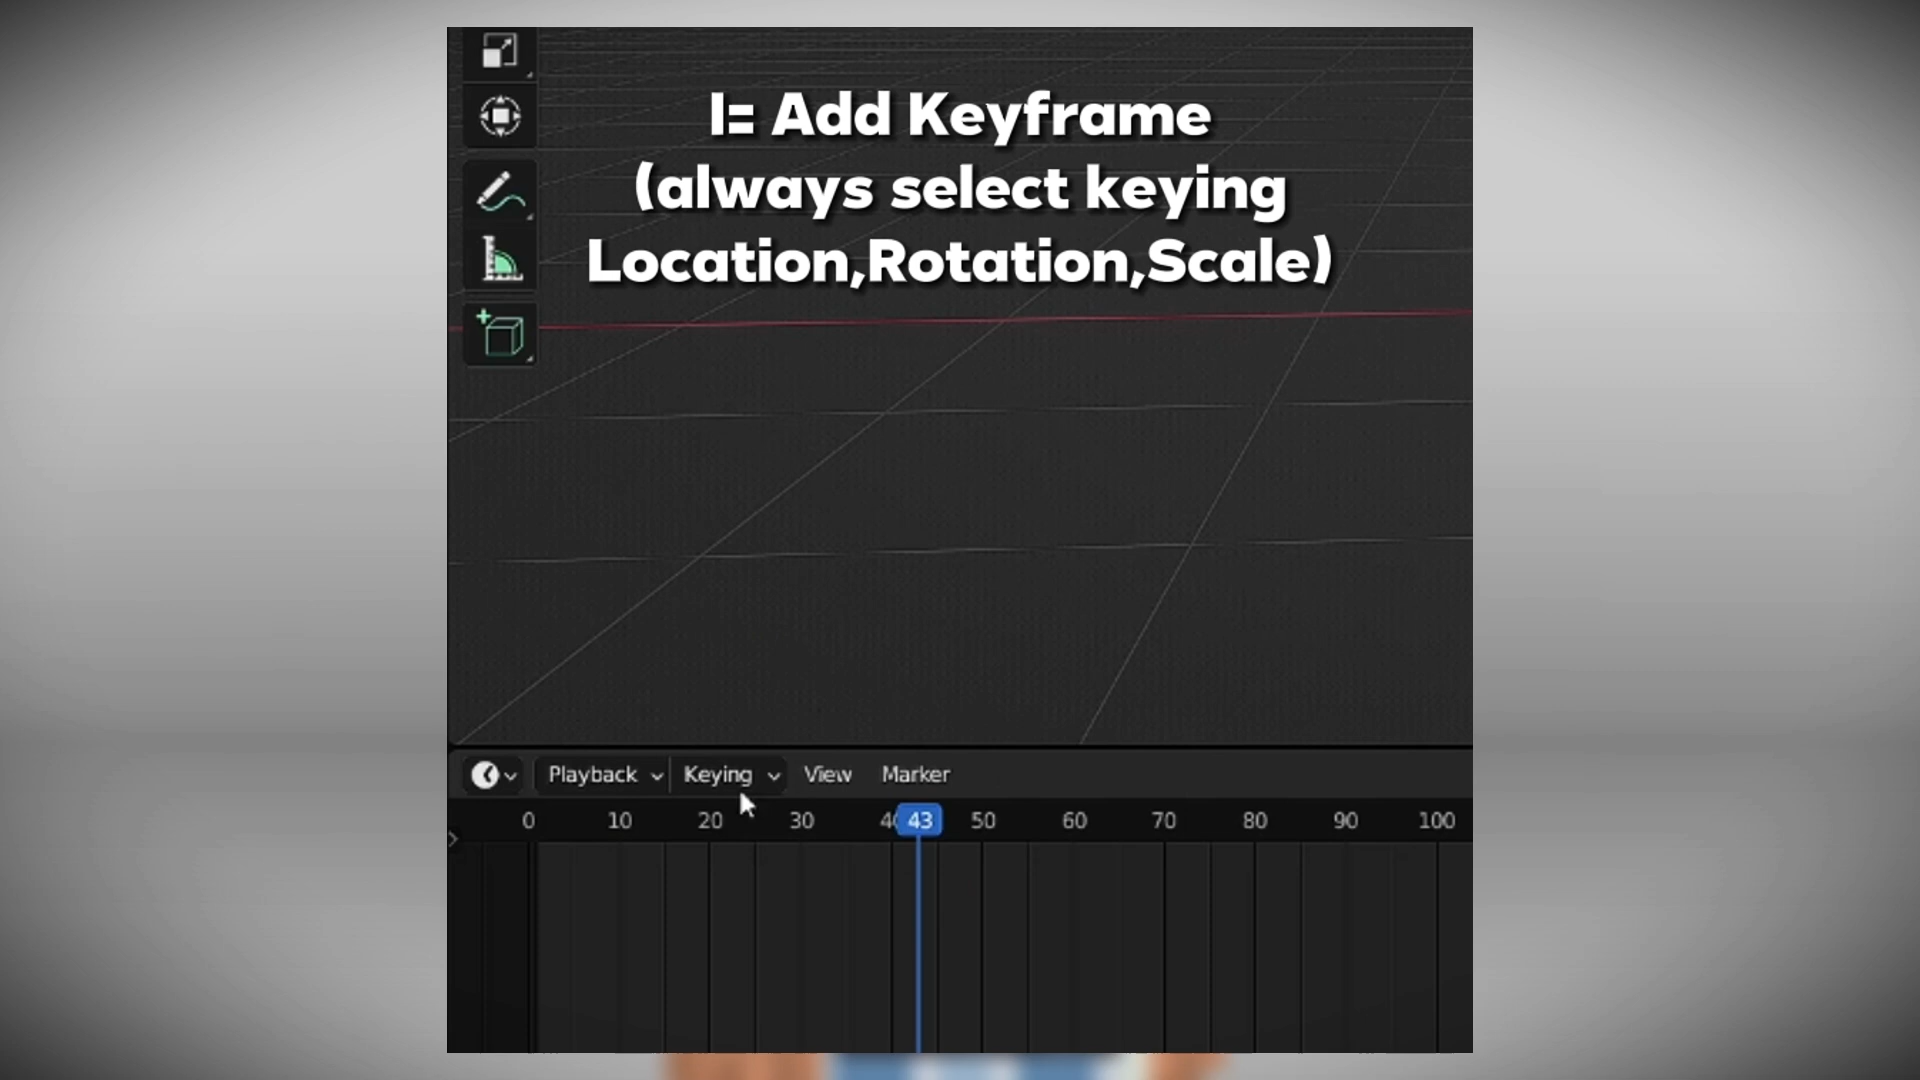 I= Add Keyframe
(always select keying
Location,Rotation,Scale)
Playback Keying View Marker
0 10 20 30 43 50 60 70 80 90 100